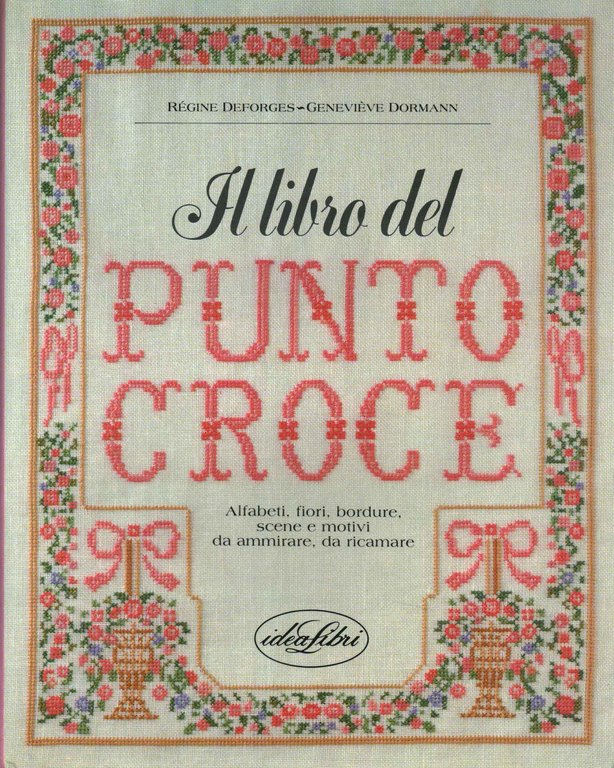 RÉGINE DEFORGES~GENEVIÈVE DORMANN
Il libro del
PUNTO
CROCE
Alfabeti, fiori, bordure,
scene e motivi
da ammirare, da ricamare
ideaLibri